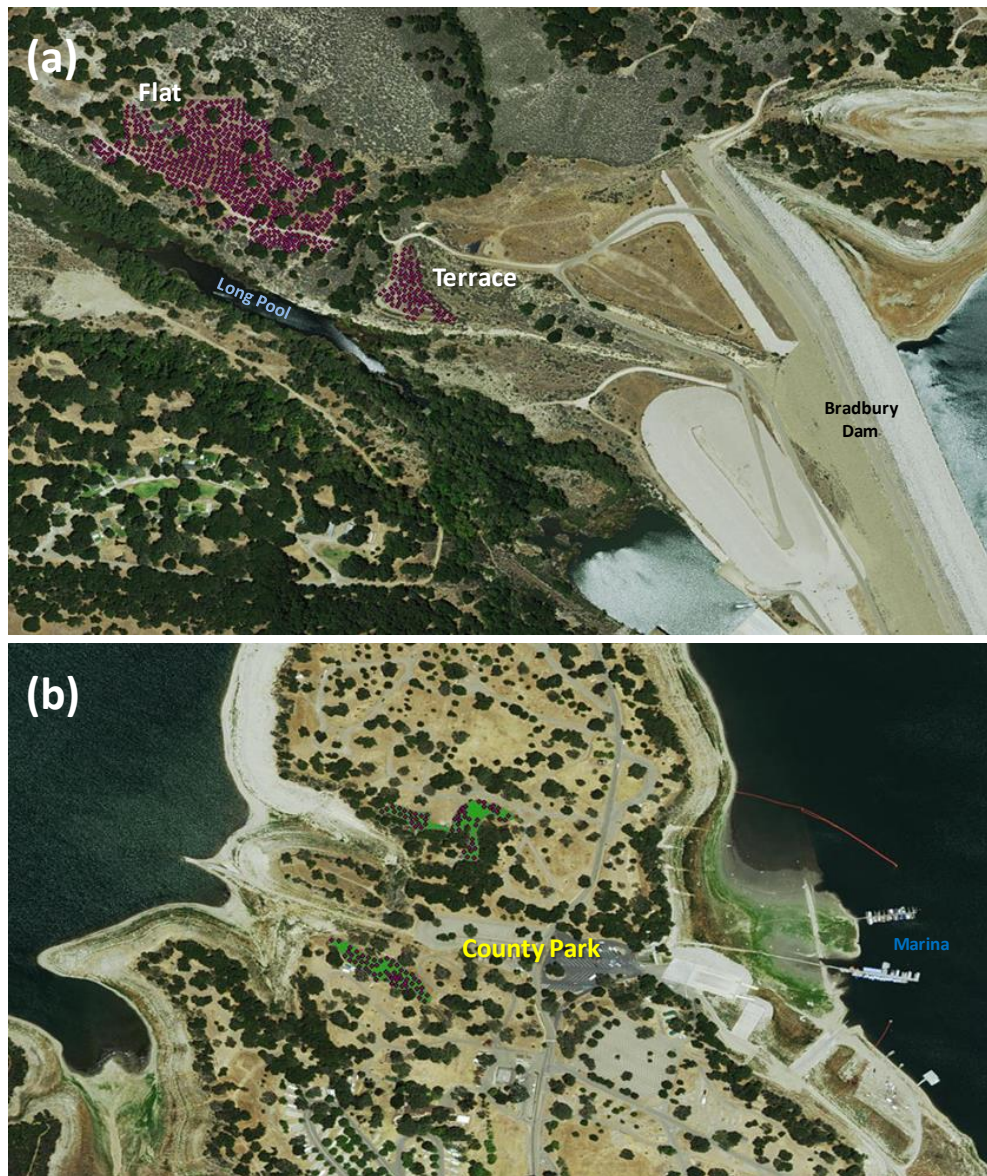 (a)
Flat
Terrace
Long Pool
Bradbury
Dam
(b)
County Park
Marina